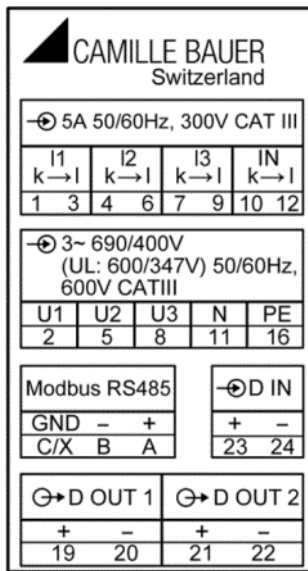 CAMILLE BAUER
Switzerland
5A 50/60Hz, 300V CAT III
I1 I2 I3 IN
k→l k→l k→l k→l
1 3 4 6 7 9 10 12
3~ 690/400V
(UL: 600/347V) 50/60Hz,
600V CATIII
U1 U2 U3 N PE
2 5 8 11 16
Modbus RS485
GND – +
C/X B A
D IN
+ –
23 24
D OUT 1 D OUT 2
+ – + –
19 20 21 22